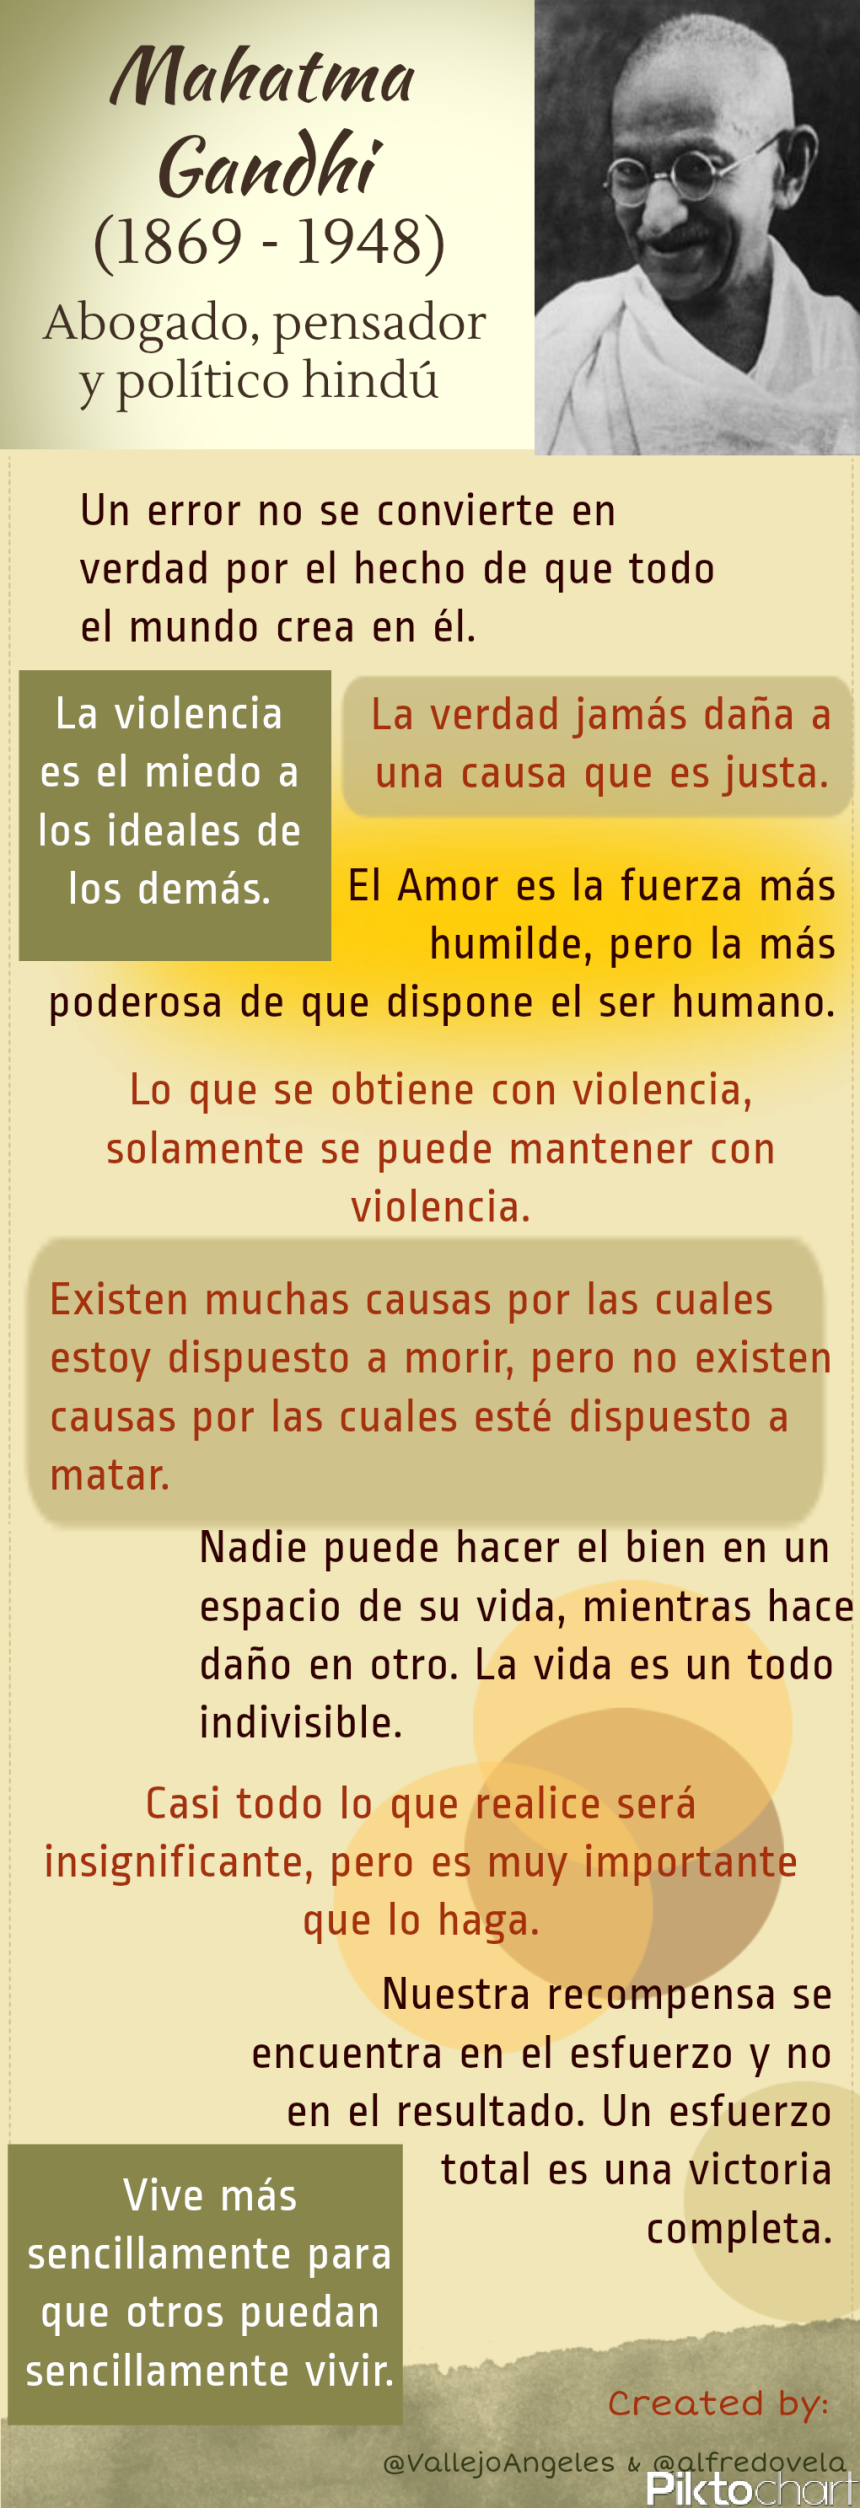 Mahatma
Gandhi
(1869 - 1948)
Abogado, pensador
y político hindú
Un error no se convierte en
verdad por el hecho de que todo
el mundo crea en él.
La violencia
es el miedo a
los ideales de
los demás.
La verdad jamás daña a
una causa que es justa.
El Amor es la fuerza más
humilde, pero la más
poderosa de que dispone el ser humano.
Lo que se obtiene con violencia,
solamente se puede mantener con
violencia.
Existen muchas causas por las cuales
estoy dispuesto a morir, pero no existen
causas por las cuales esté dispuesto a
matar.
Nadie puede hacer el bien en un
espacio de su vida, mientras hace
daño en otro. La vida es un todo
indivisible.
Casi todo lo que realice será
insignificante, pero es muy importante
que lo haga.
Nuestra recompensa se
encuentra en el esfuerzo y no
en el resultado. Un esfuerzo
total es una victoria
completa.
Vive más
sencillamente para
que otros puedan
sencillamente vivir.
Created by:
@VallejoAngeles & @alfredovela
Piktochart